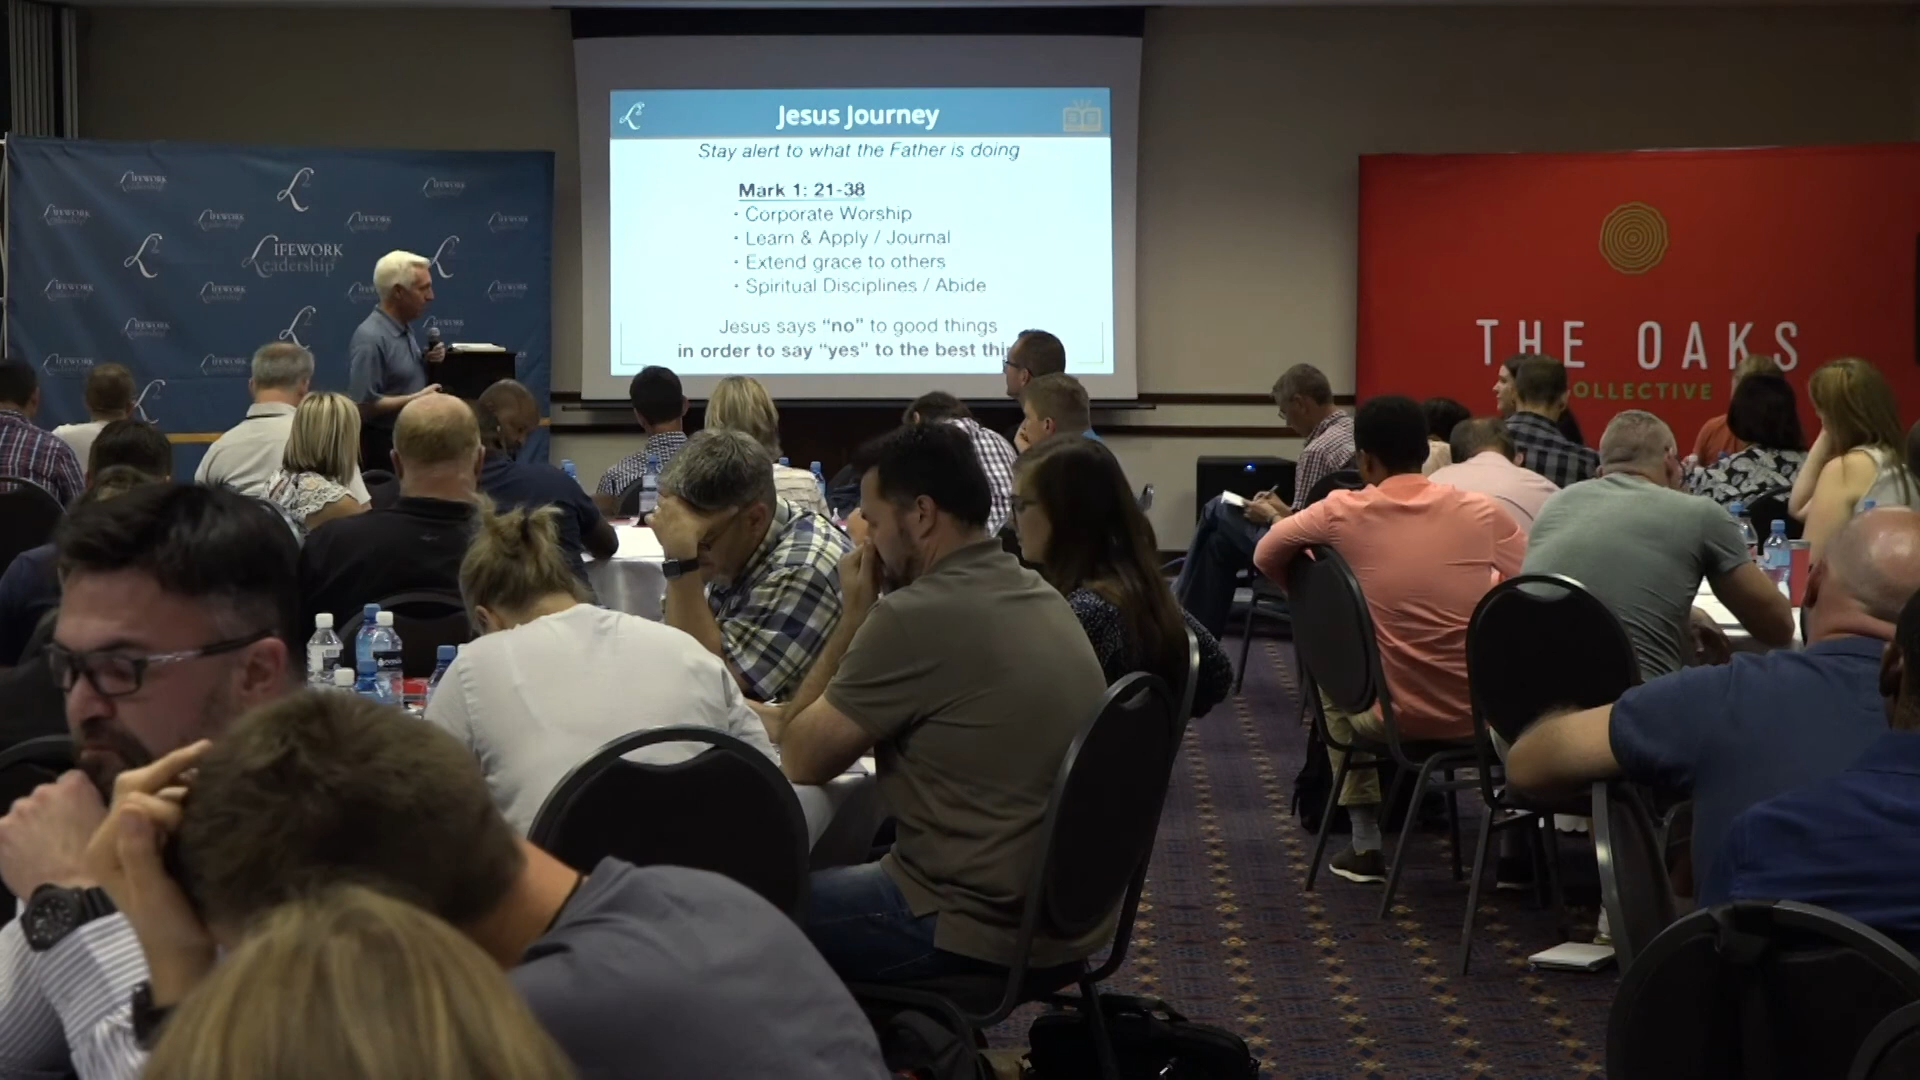 Jesus Journey
Stay alert to what the Father is doing
Mark 1: 21-38
· Corporate Worship
· Learn & Apply / Journal
· Extend grace to others
· Spiritual Disciplines / Abide
Jesus says “no” to good things
in order to say “yes” to the best
LIFEWORK
Leadership
THE OAKS
OLLECTIVE